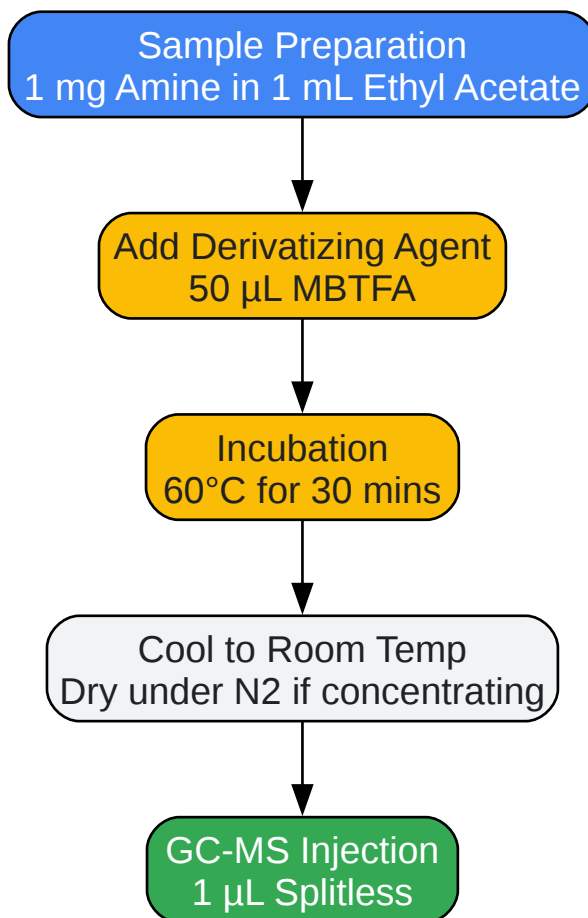 Sample Preparation
1 mg Amine in 1 mL Ethyl Acetate
Add Derivatizing Agent
50 µL MBTFA
Incubation
60°C for 30 mins
Cool to Room Temp
Dry under N2 if concentrating
GC-MS Injection
1 µL Splitless